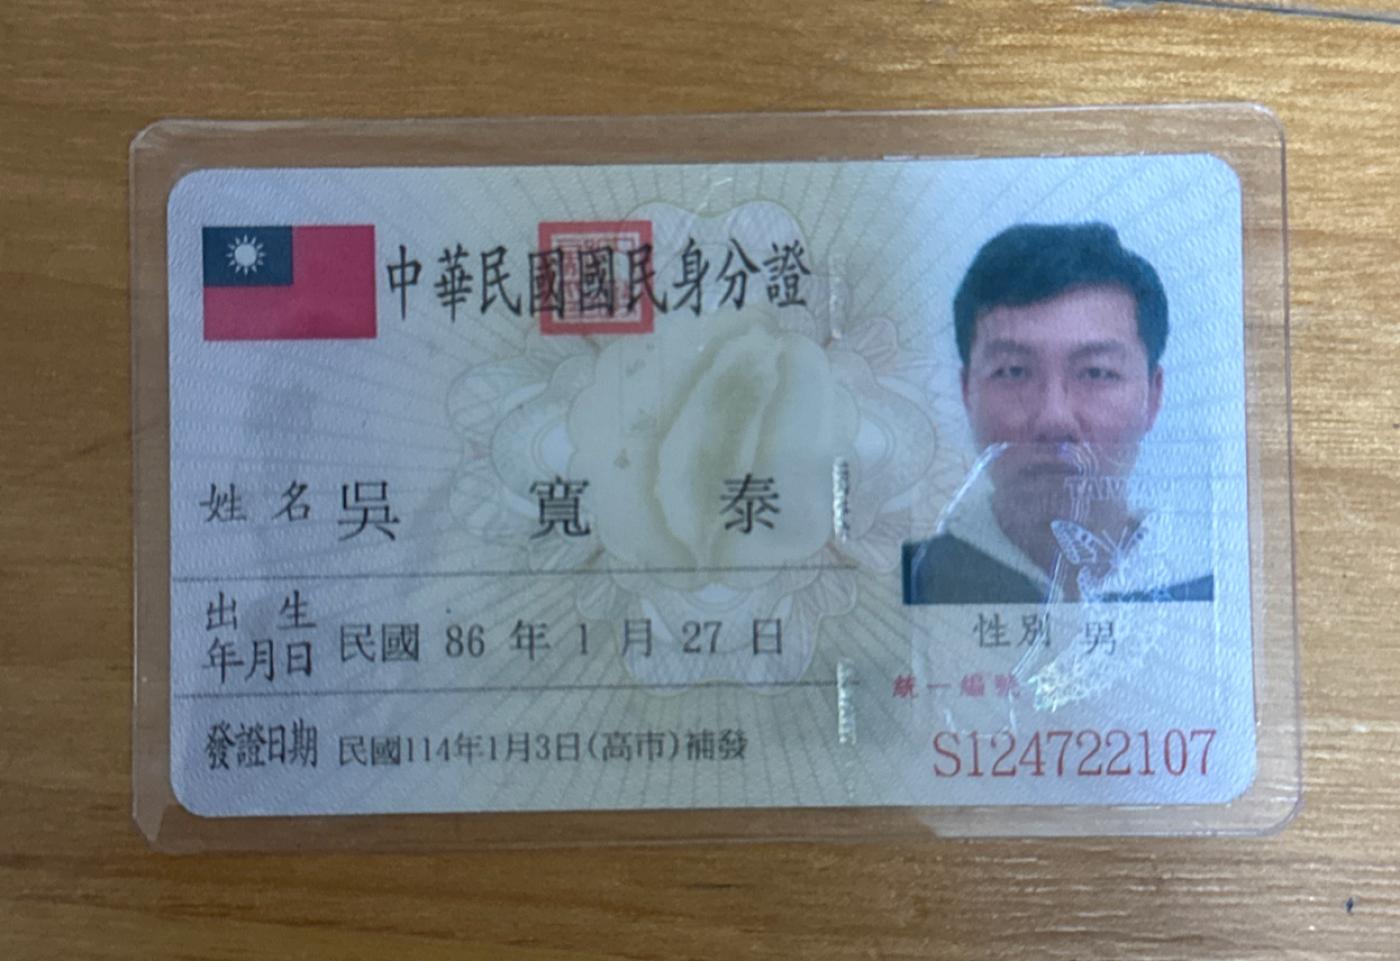 中華民國國民身分證
姓名 吳寬泰
出生年月日 民國 86 年 1 月 27 日
發證日期 民國114年1月3日(高市)補發
性別 男
統一編號
S124722107
TAIWAN